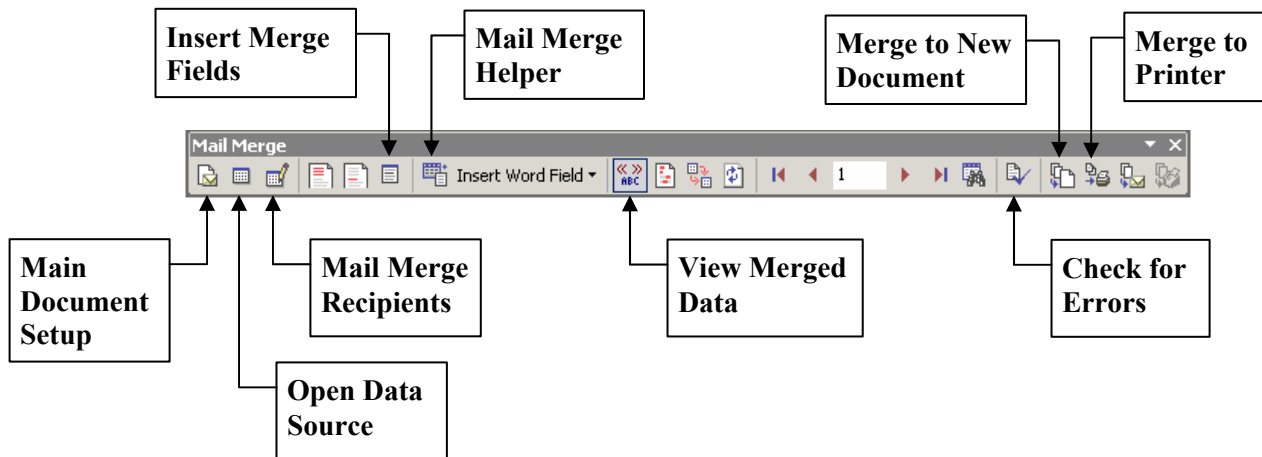 Insert Merge
Fields
Mail Merge
Helper
Merge to New
Document
Merge to
Printer
Mail Merge
Insert Word Field
« »
ABC
1
Main
Document
Setup
Mail Merge
Recipients
View Merged
Data
Check for
Errors
Open Data
Source